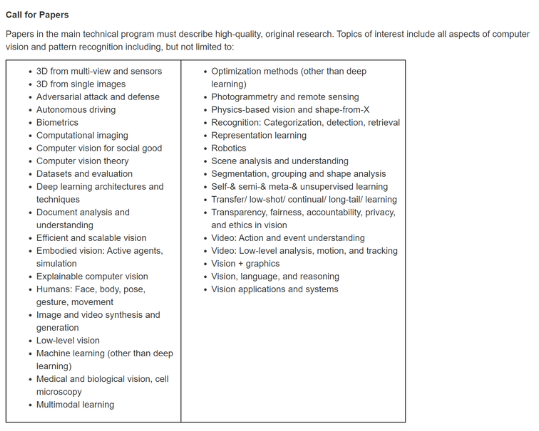 Call for Papers
Papers in the main technical program must describe high-quality, original research. Topics of interest include all aspects of computer
vision and pattern recognition including, but not limited to:
• 3D from multi-view and sensors
• 3D from single images
• Adversarial attack and defense
• Autonomous driving
• Biometrics
• Computational imaging
• Computer vision for social good
• Computer vision theory
• Datasets and evaluation
• Deep learning architectures and
techniques
• Document analysis and
understanding
• Efficient and scalable vision
• Embodied vision: Active agents,
simulation
• Explainable computer vision
• Humans: Face, body, pose,
gesture, movement
• Image and video synthesis and
generation
• Low-level vision
• Machine learning (other than deep
learning)
• Medical and biological vision, cell
microscopy
• Multimodal learning
• Optimization methods (other than deep
learning)
• Photogrammetry and remote sensing
• Physics-based vision and shape-from-X
• Recognition: Categorization, detection, retrieval
• Representation learning
• Robotics
• Scene analysis and understanding
• Segmentation, grouping and shape analysis
• Self-& semi-& meta-& unsupervised learning
• Transfer/ low-shot/ continual/ long-tail/ learning
• Transparency, fairness, accountability, privacy,
and ethics in vision
• Video: Action and event understanding
• Video: Low-level analysis, motion, and tracking
• Vision + graphics
• Vision, language, and reasoning
• Vision applications and systems